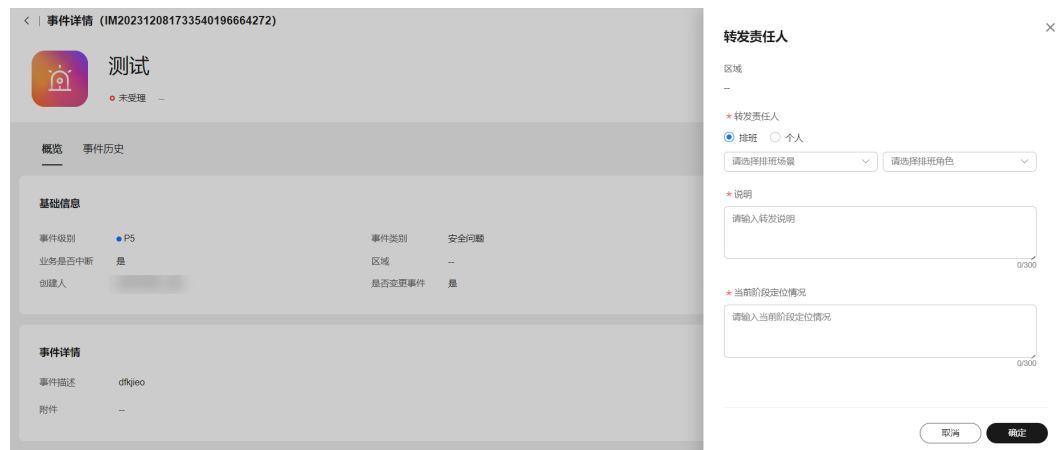 事件详情（IM202312081733540196664272）
测试
未受理 --
概览 事件历史
基础信息
事件级别 P5 事件类别 安全问题
业务是否中断 是 区域 --
创建人 是否变更事件 是
事件详情
事件描述 dfkjieo
附件 --
转发责任人
区域
--
* 转发责任人
排班 个人
请选择排班场景 请选择排班角色
* 说明
请输入转发说明
0/300
* 当前阶段定位情况
请输入当前阶段定位情况
0/300
取消 确定